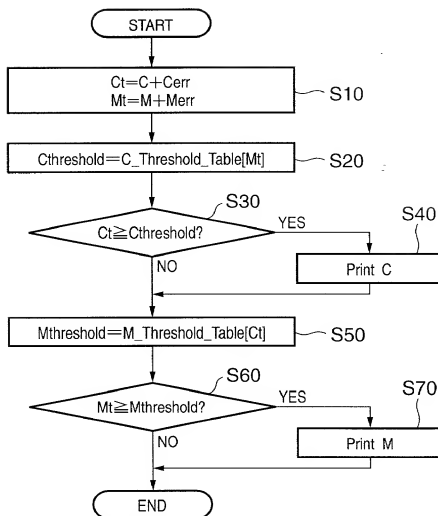 START
Ct=C+Cerr
Mt=M+Merr
S10
Cthreshold=C_Threshold_Table[Mt]
S20
S30
Ct≧Cthreshold?
YES
S40
NO
Print C
Mthreshold=M_Threshold_Table[Ct]
S50
S60
Mt≧Mthreshold?
YES
S70
NO
Print M
END